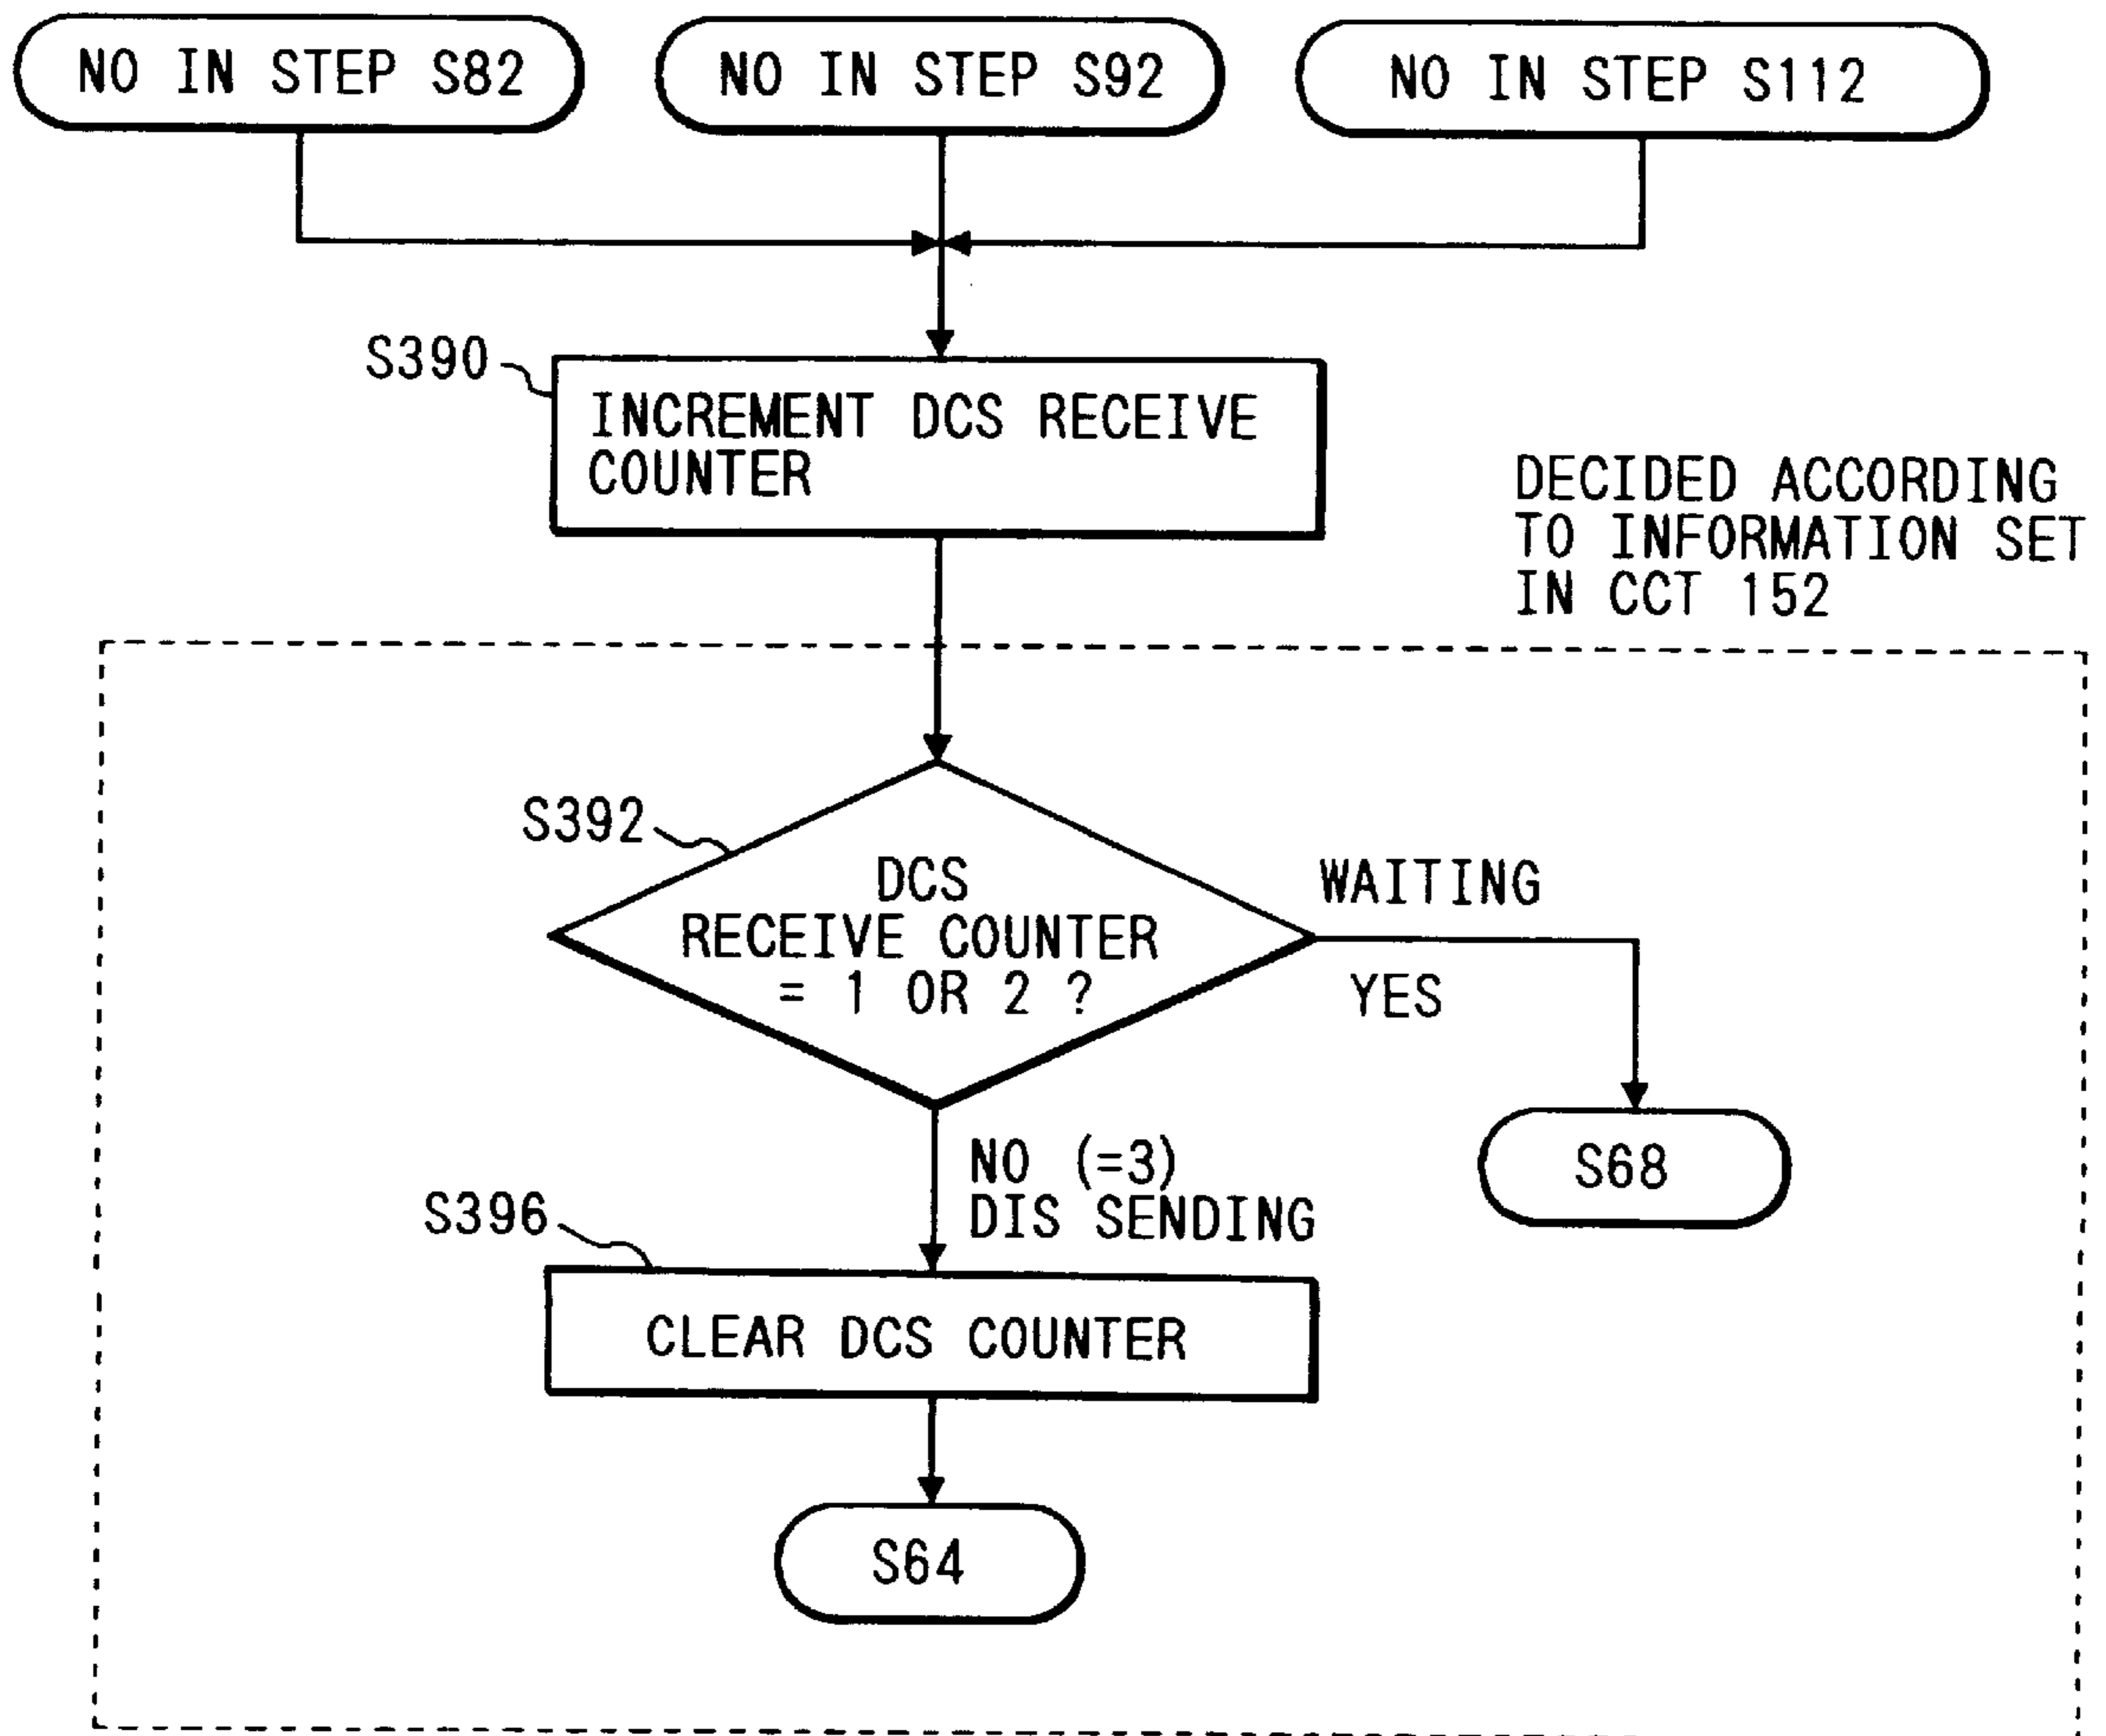 NO IN STEP S82
NO IN STEP S92
NO IN STEP S112
S390
INCREMENT DCS RECEIVE
COUNTER
DECIDED ACCORDING
TO INFORMATION SET
IN CCT 152
S392
DCS
RECEIVE COUNTER
= 1 OR 2 ?
WAITING
YES
S68
NO (=3)
DIS SENDING
S396
CLEAR DCS COUNTER
S64